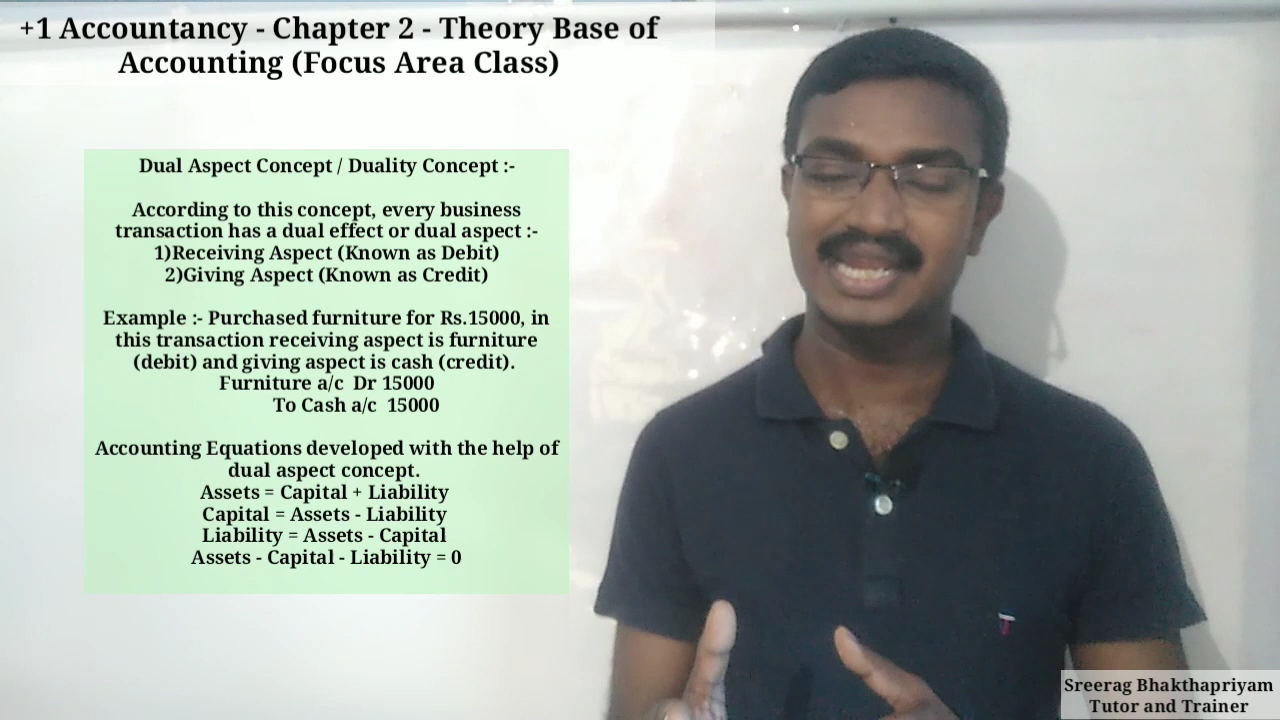 +1 Accountancy - Chapter 2 - Theory Base of
Accounting (Focus Area Class)
Dual Aspect Concept / Duality Concept :-
According to this concept, every business
transaction has a dual effect or dual aspect :-
1)Receiving Aspect (Known as Debit)
2)Giving Aspect (Known as Credit)
Example :- Purchased furniture for Rs.15000, in
this transaction receiving aspect is furniture
(debit) and giving aspect is cash (credit).
Furniture a/c  Dr 15000
To Cash a/c  15000
Accounting Equations developed with the help of
dual aspect concept.
Assets = Capital + Liability
Capital = Assets - Liability
Liability = Assets - Capital
Assets - Capital - Liability = 0
Sreerag Bhakthapriyam
Tutor and Trainer